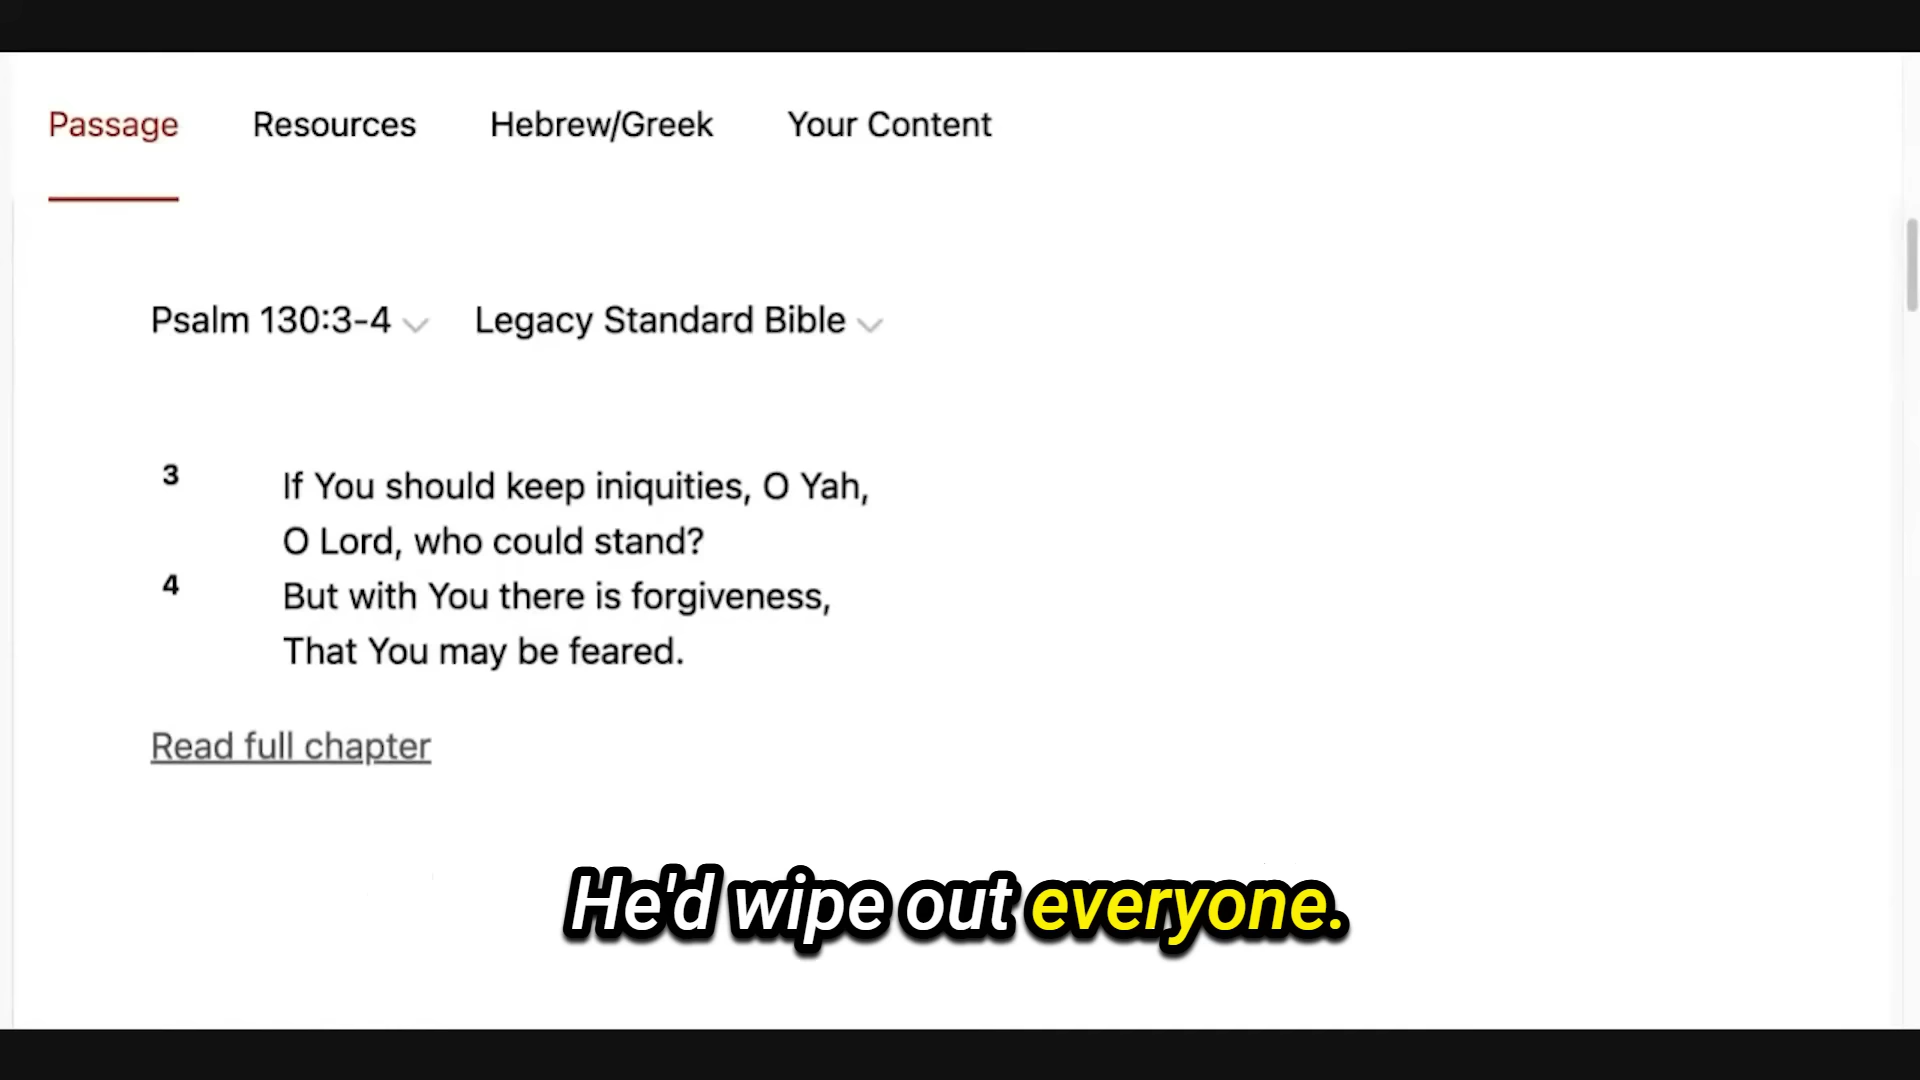 Passage Resources Hebrew/Greek Your Content
Psalm 130:3-4 Legacy Standard Bible
3 If You should keep iniquities, O Yah,
O Lord, who could stand?
4 But with You there is forgiveness,
That You may be feared.
Read full chapter
He'd wipe out everyone.